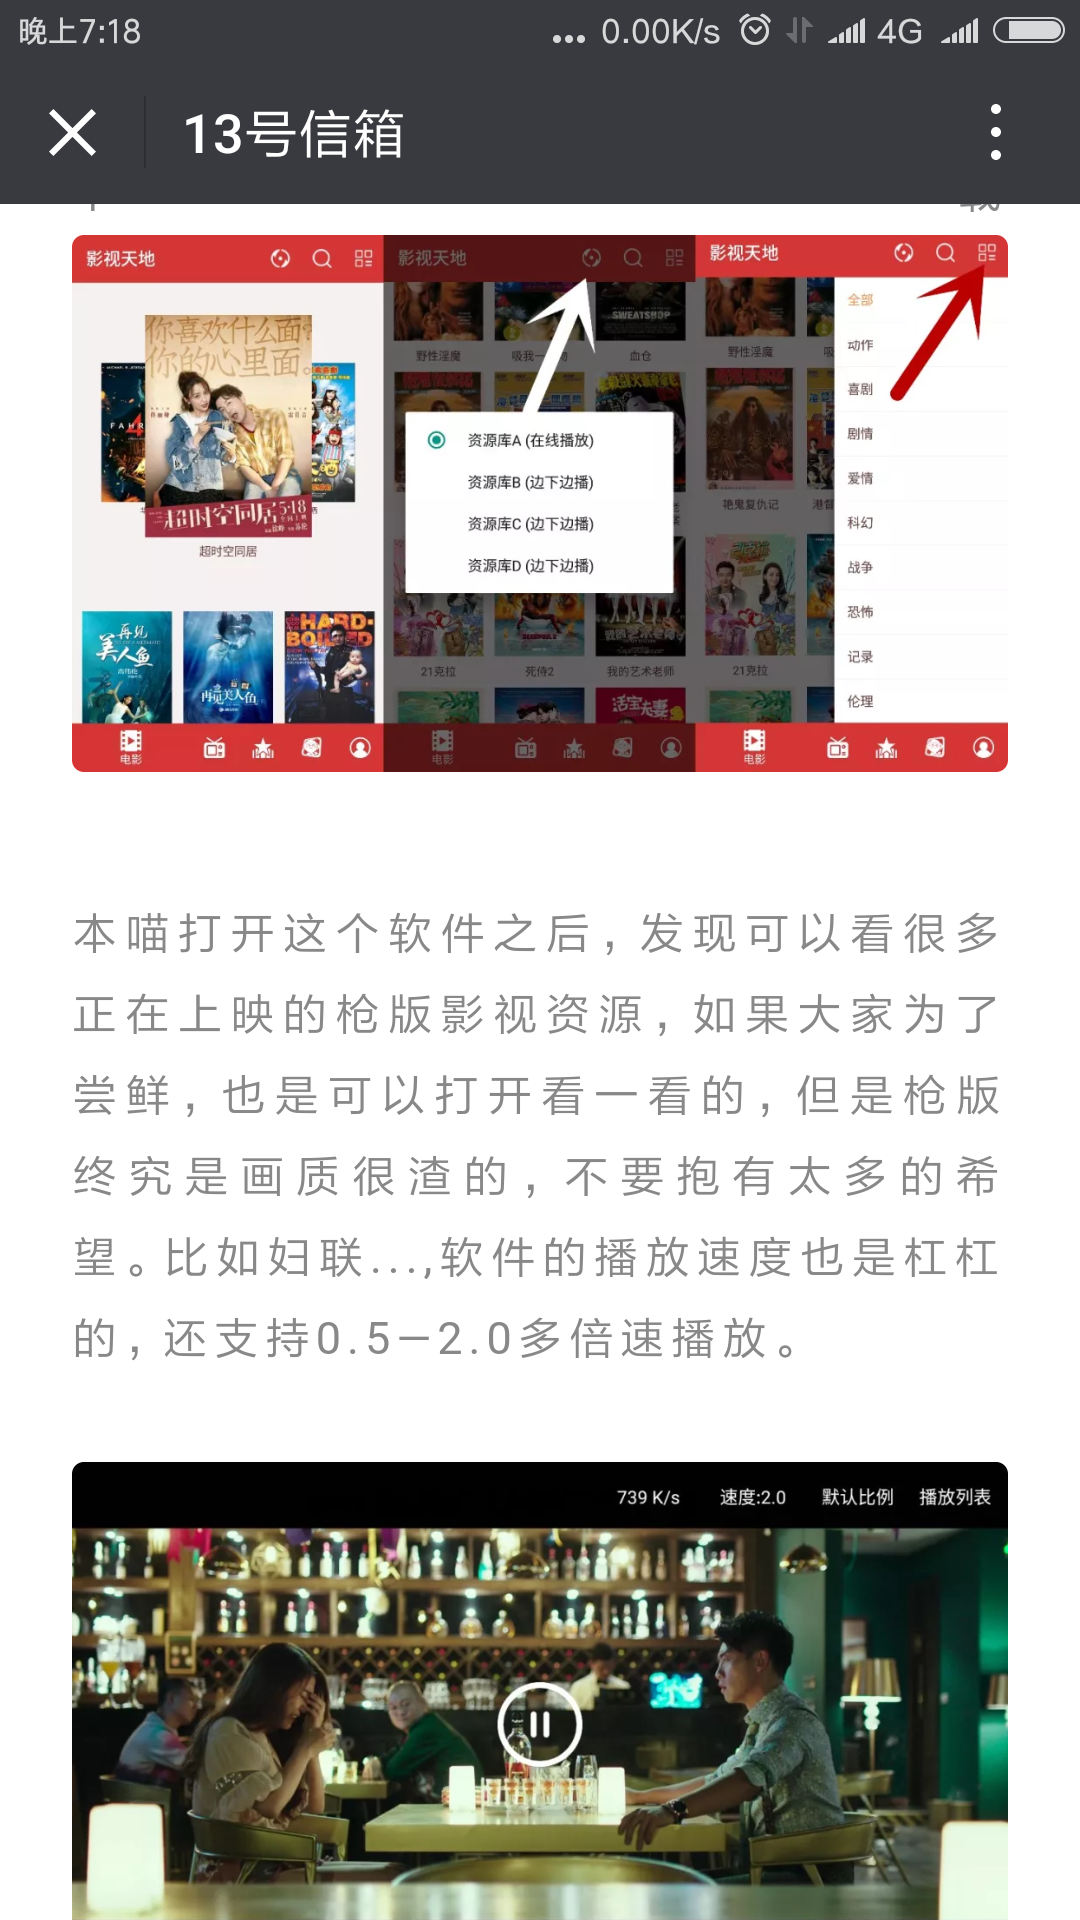 晚上7:18
... 0.00K/s 4G
13号信箱
影视天地
影视天地
影视天地
你喜欢什么面?
你的心里面。
超时空同居 5·18
超时空同居
再见
美人鱼
再见美人鱼
HARD-
BOILED
电影
SWEATSHOP
野性淫魔
血仓
资源库A (在线播放)
资源库B (边下边播)
资源库C (边下边播)
资源库D (边下边播)
21克拉
死侍2
我的艺术老师
活宝夫妻
电影
野性淫魔
艳鬼复仇记
21克拉
全部
动作
喜剧
剧情
爱情
科幻
战争
恐怖
记录
伦理
电影
本喵打开这个软件之后，发现可以看很多
正在上映的枪版影视资源，如果大家为了
尝鲜，也是可以打开看一看的，但是枪版
终究是画质很渣的，不要抱有太多的希
望。比如妇联...,软件的播放速度也是杠杠
的，还支持0.5—2.0多倍速播放。
739 K/s 速度:2.0 默认比例 播放列表